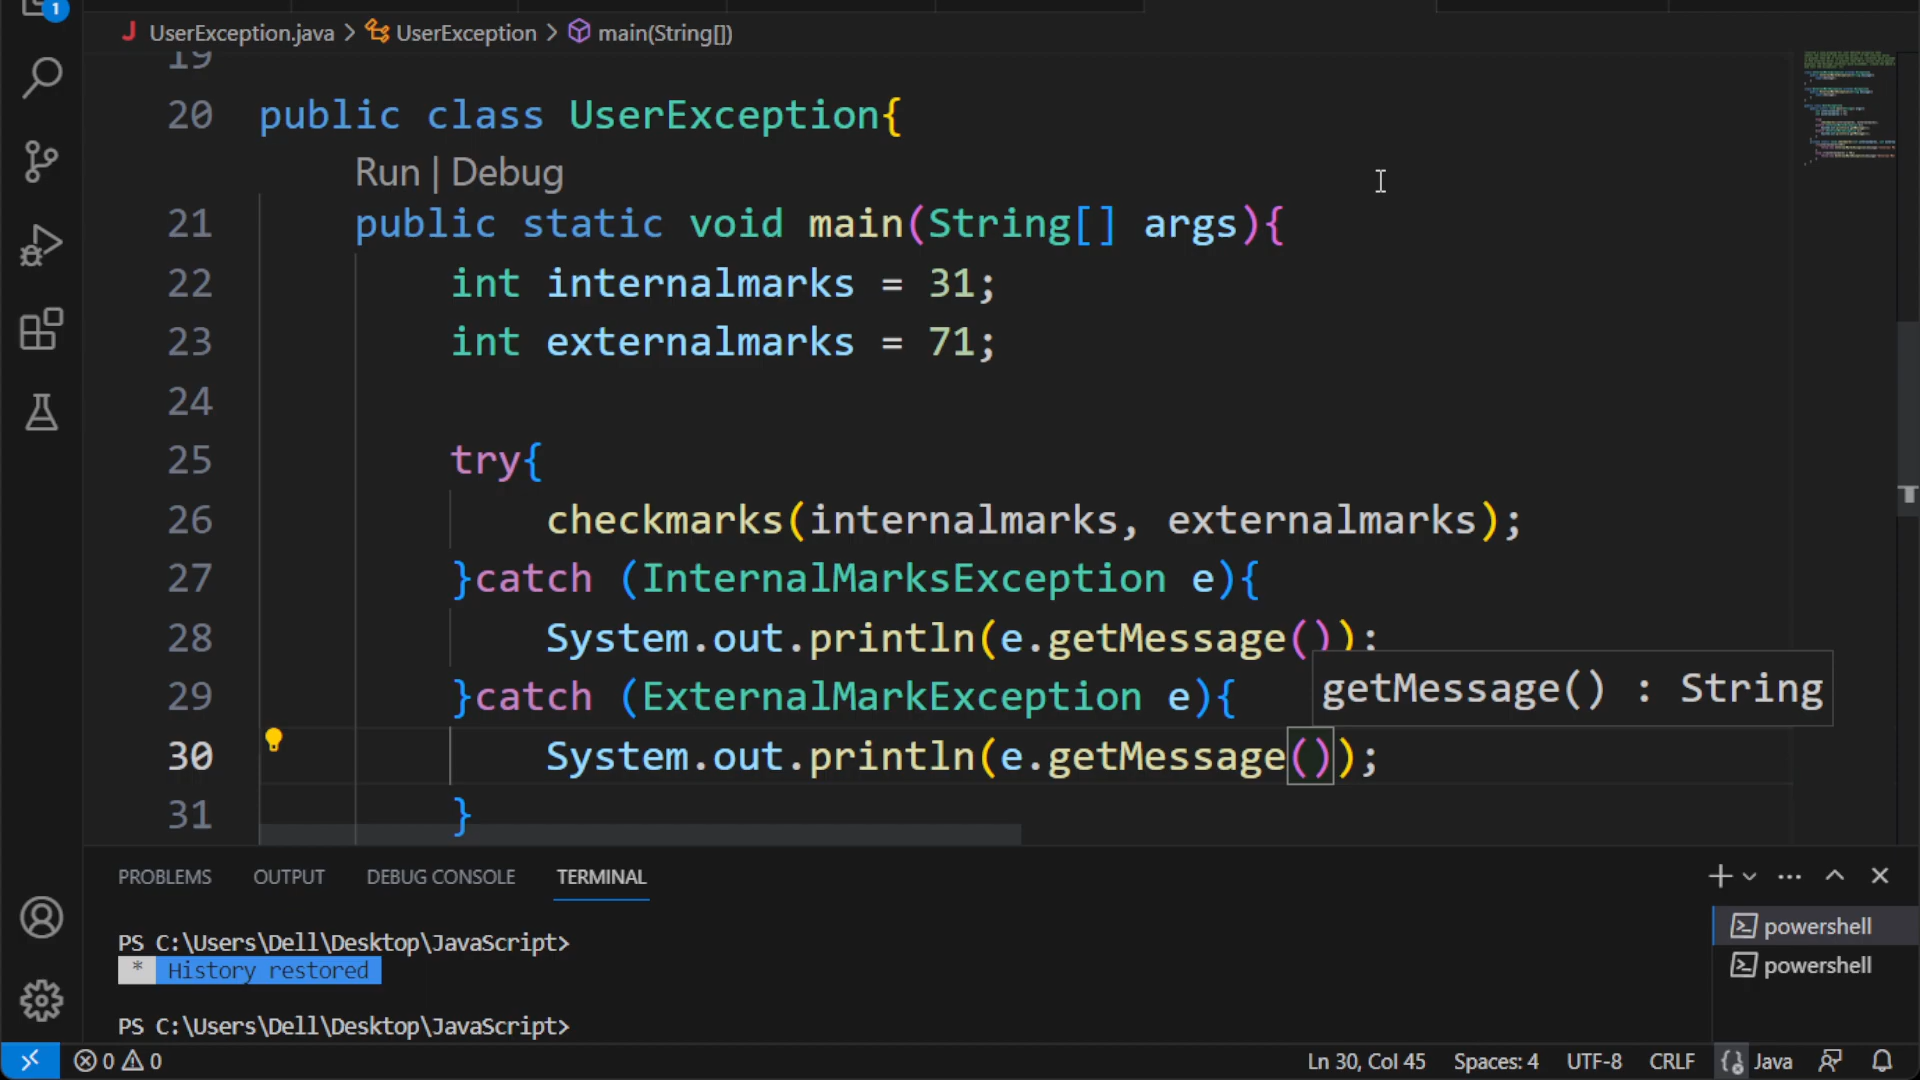 1
UserException.java > UserException > main(String[])
19
20 public class UserException{
Run | Debug
21 public static void main(String[] args){
22 int internalmarks = 31;
23 int externalmarks = 71;
24
25 try{
26 checkmarks(internalmarks, externalmarks);
27 }catch (InternalMarksException e){
28 System.out.println(e.getMessage());
29 }catch (ExternalMarkException e){
getMessage() : String
30 System.out.println(e.getMessage());
31 }
PROBLEMS OUTPUT DEBUG CONSOLE TERMINAL
PS C:\Users\Dell\Desktop\JavaScript>
* History restored
PS C:\Users\Dell\Desktop\JavaScript>
powershell
powershell
0 0 Ln 30, Col 45 Spaces: 4 UTF-8 CRLF {} Java